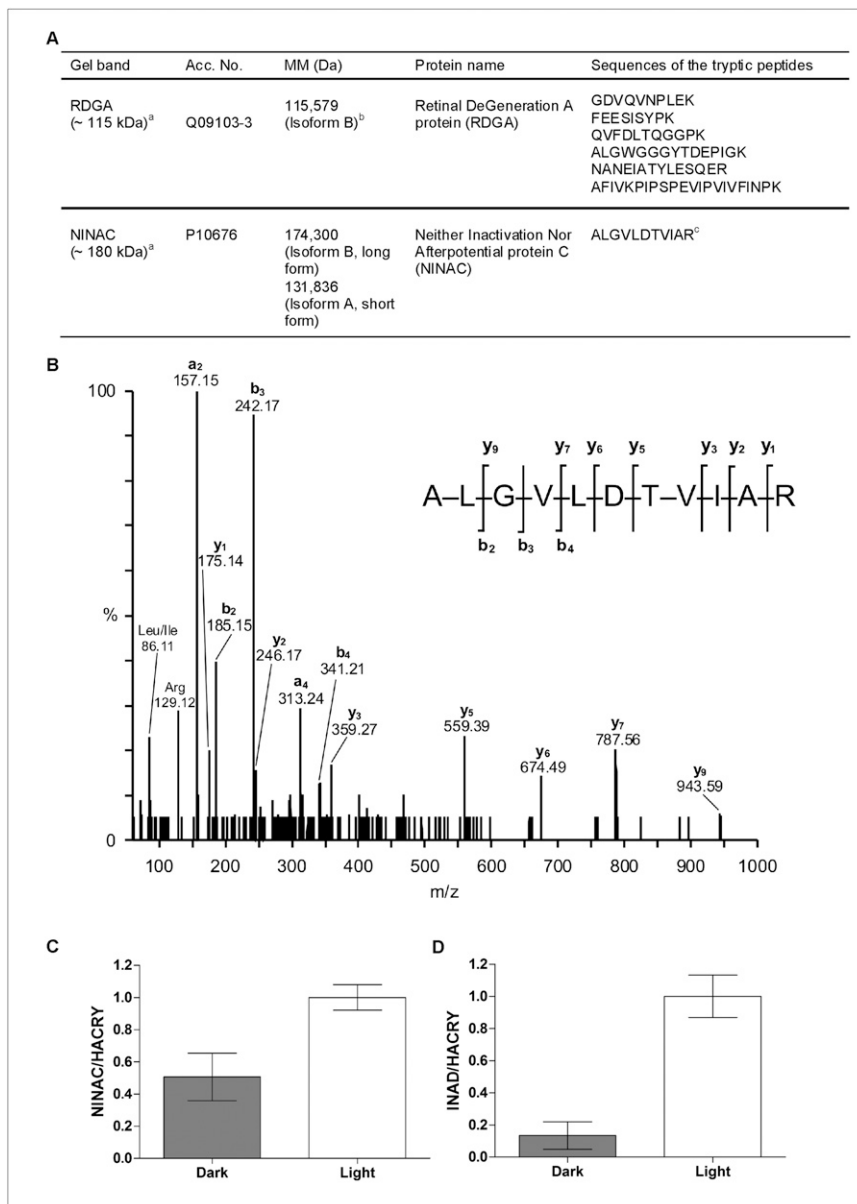 A
Gel band Acc. No. MM (Da) Protein name Sequences of the tryptic peptides
RDGA
(~ 115 kDa)ᵃ
Q09103-3
115,579
(Isoform B)ᵇ
Retinal DeGeneration A
protein (RDGA)
GDVQVNPLEK
FEESISYPK
QVFDLTQGGPK
ALGWGGGYTDEPIGK
NANEIATYLESQER
AFIVKPIPSPEVIPVIVFINPK
NINAC
(~ 180 kDa)ᵃ
P10676
174,300
(Isoform B, long
form)
131,836
(Isoform A, short
form)
Neither Inactivation Nor
Afterpotential protein C
(NINAC)
ALGVLDTVIARᶜ
B
100
%
0
a₂
157.15
b₃
242.17
y₁
175.14
b₂
185.15
Leu/Ile
86.11
Arg
129.12
y₂
246.17
a₄
313.24
b₄
341.21
y₃
359.27
y₅
559.39
y₆
674.49
y₇
787.56
y₉
943.59
y₉ y₇ y₆ y₅ y₃ y₂ y₁
A–L–G–V–L–D–T–V–I–A–R
b₂ b₃ b₄
100 200 300 400 500 600 700 800 900 1000
m/z
C
NINAC/HACRY
1.2
1.0
0.8
0.6
0.4
0.2
0.0
Dark Light
D
INAD/HACRY
1.2
1.0
0.8
0.6
0.4
0.2
0.0
Dark Light